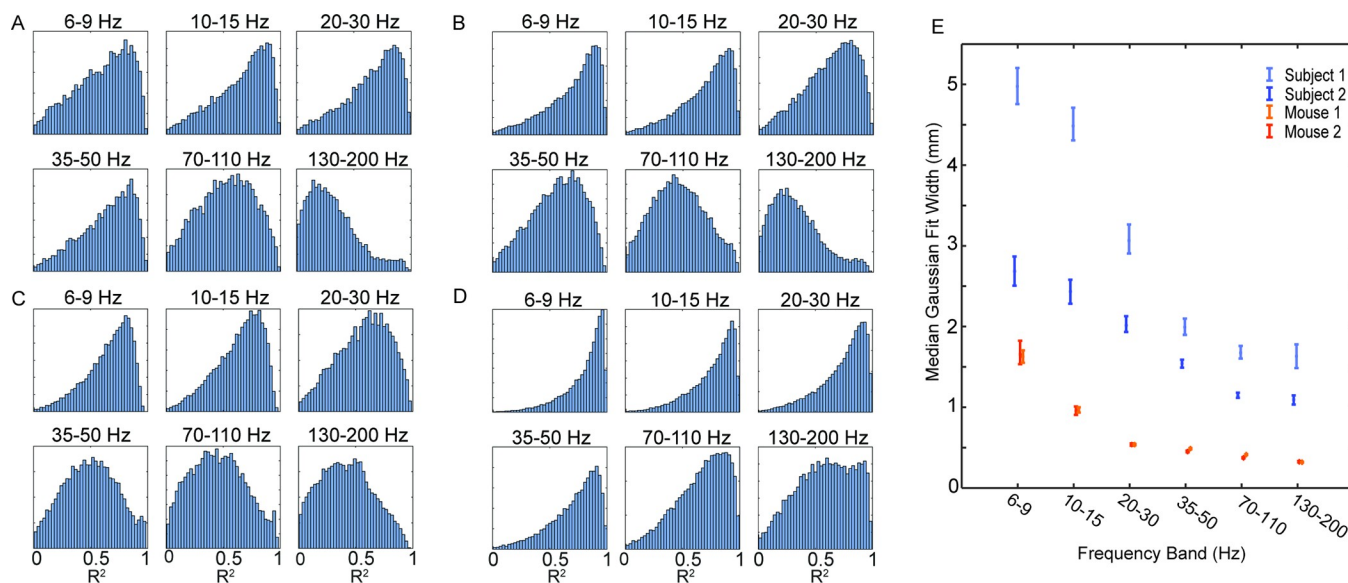 A
6-9 Hz
10-15 Hz
20-30 Hz
35-50 Hz
70-110 Hz
130-200 Hz
B
6-9 Hz
10-15 Hz
20-30 Hz
35-50 Hz
70-110 Hz
130-200 Hz
C
6-9 Hz
10-15 Hz
20-30 Hz
35-50 Hz
70-110 Hz
130-200 Hz
0 0.5 1
R²
0 0.5 1
R²
0 0.5 1
R²
D
6-9 Hz
10-15 Hz
20-30 Hz
35-50 Hz
70-110 Hz
130-200 Hz
0 0.5 1
R²
0 0.5 1
R²
0 0.5 1
R²
E
Median Gaussian Fit Width (mm)
5
4
3
2
1
0
Subject 1
Subject 2
Mouse 1
Mouse 2
6-9
10-15
20-30
35-50
70-110
130-200
Frequency Band (Hz)